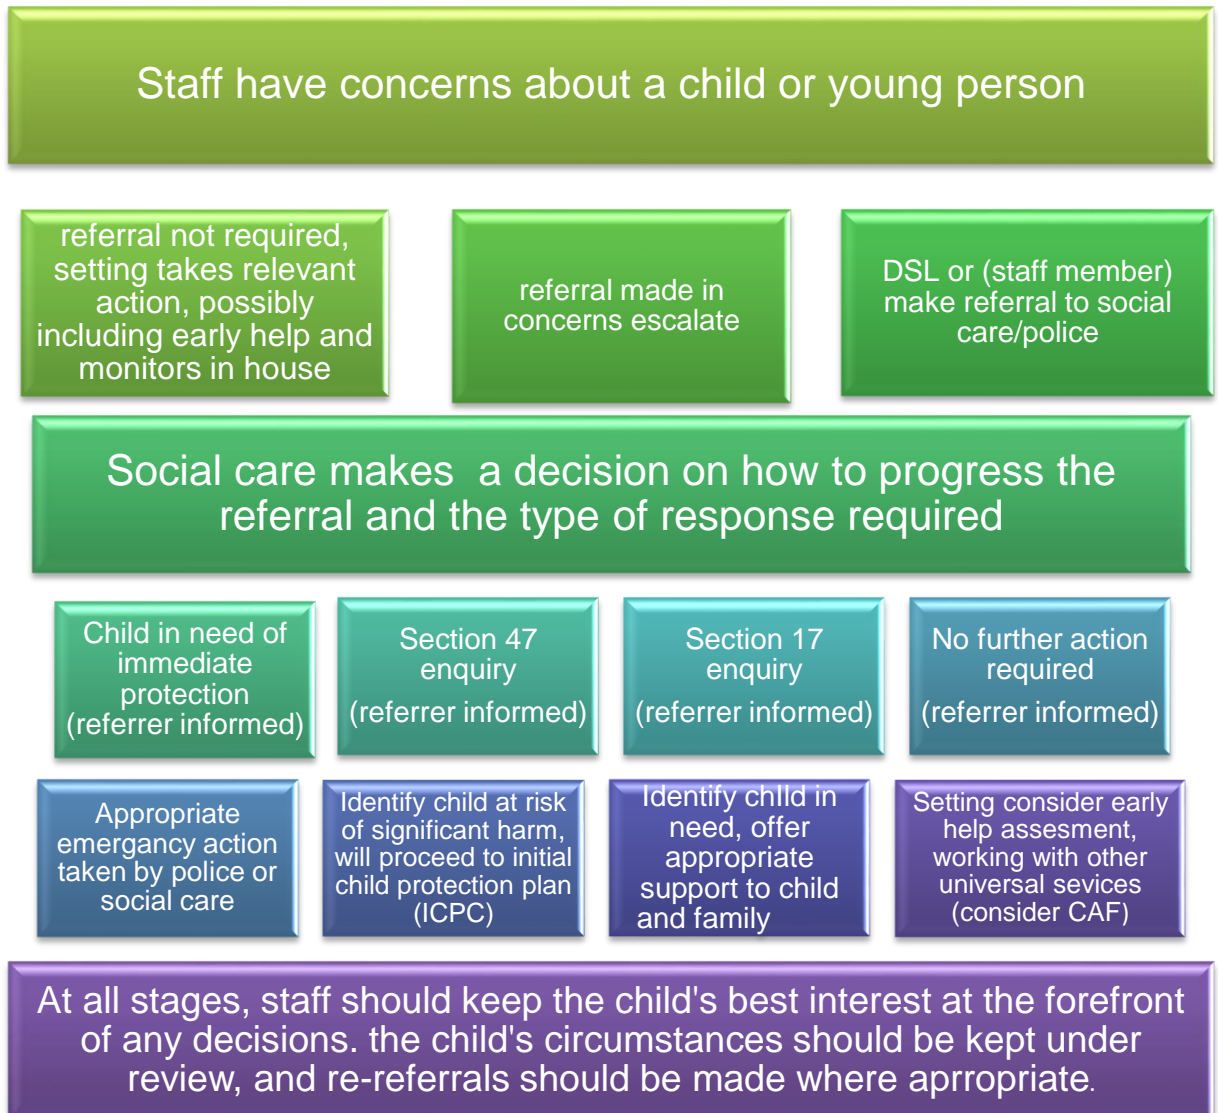 Staff have concerns about a child or young person
referral not required,
setting takes relevant
action, possibly
including early help and
monitors in house
referral made in
concerns escalate
DSL or (staff member)
make referral to social
care/police
Social care makes  a decision on how to progress the
referral and the type of response required
Child in need of
immediate
protection
(referrer informed)
Section 47
enquiry
(referrer informed)
Section 17
enquiry
(referrer informed)
No further action
required
(referrer informed)
Appropriate
emergancy action
taken by police or
social care
Identify child at risk
of significant harm,
will proceed to initial
child protection plan
(ICPC)
Identify chIld in
need, offer
appropriate
support to child
and family
Setting consider early
help assesment,
working with other
universal sevices
(consider CAF)
At all stages, staff should keep the child's best interest at the forefront
of any decisions. the child's circumstances should be kept under
review, and re-referrals should be made where aprropriate.